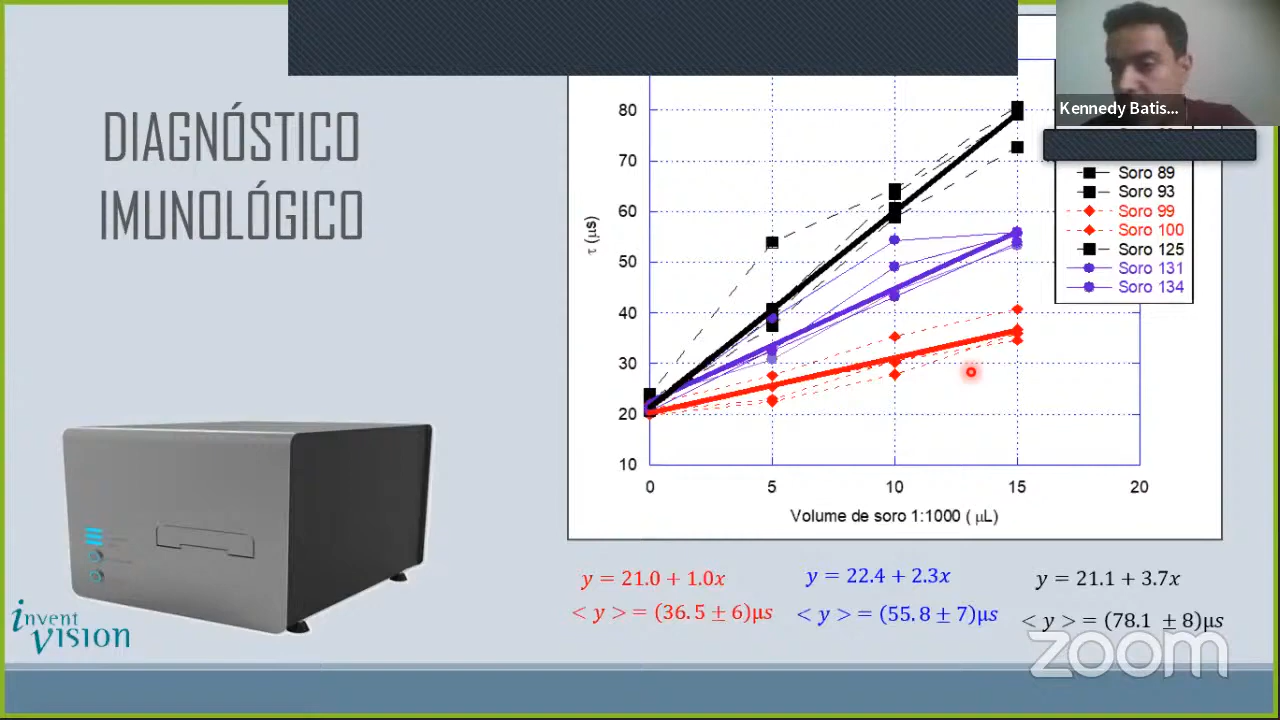 DIAGNÓSTICO
IMUNOLÓGICO
Kennedy Batis...
80
70
60
50
40
30
20
10
τ (μs)
0
5
10
15
20
Volume de soro 1:1000 ( μL)
Soro 89
Soro 93
Soro 99
Soro 100
Soro 125
Soro 131
Soro 134
y = 21.0 + 1.0x
< y > = (36.5 ± 6)μs
y = 22.4 + 2.3x
< y > = (55.8 ± 7)μs
y = 21.1 + 3.7x
< y > = (78.1 ± 8)μs
invent
vision
zoom